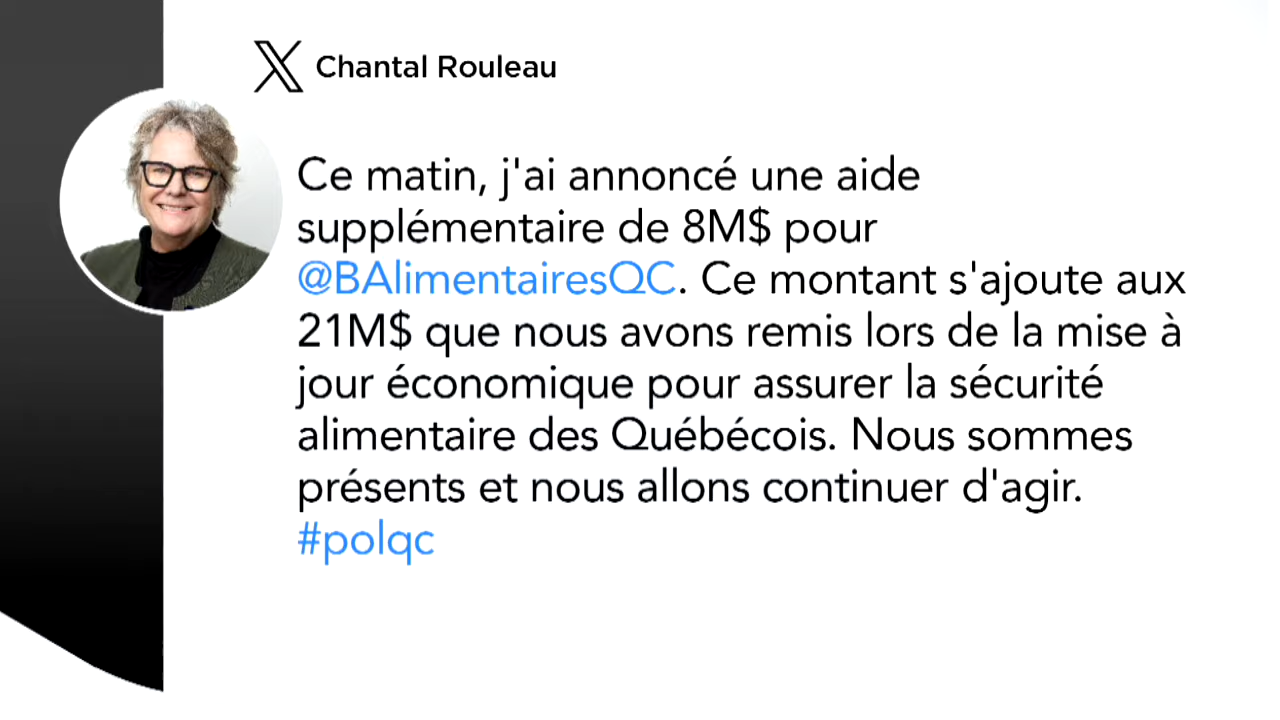 Chantal Rouleau
Ce matin, j'ai annoncé une aide
supplémentaire de 8M$ pour
@BAlimentairesQC. Ce montant s'ajoute aux
21M$ que nous avons remis lors de la mise à
jour économique pour assurer la sécurité
alimentaire des Québécois. Nous sommes
présents et nous allons continuer d'agir.
#polqc